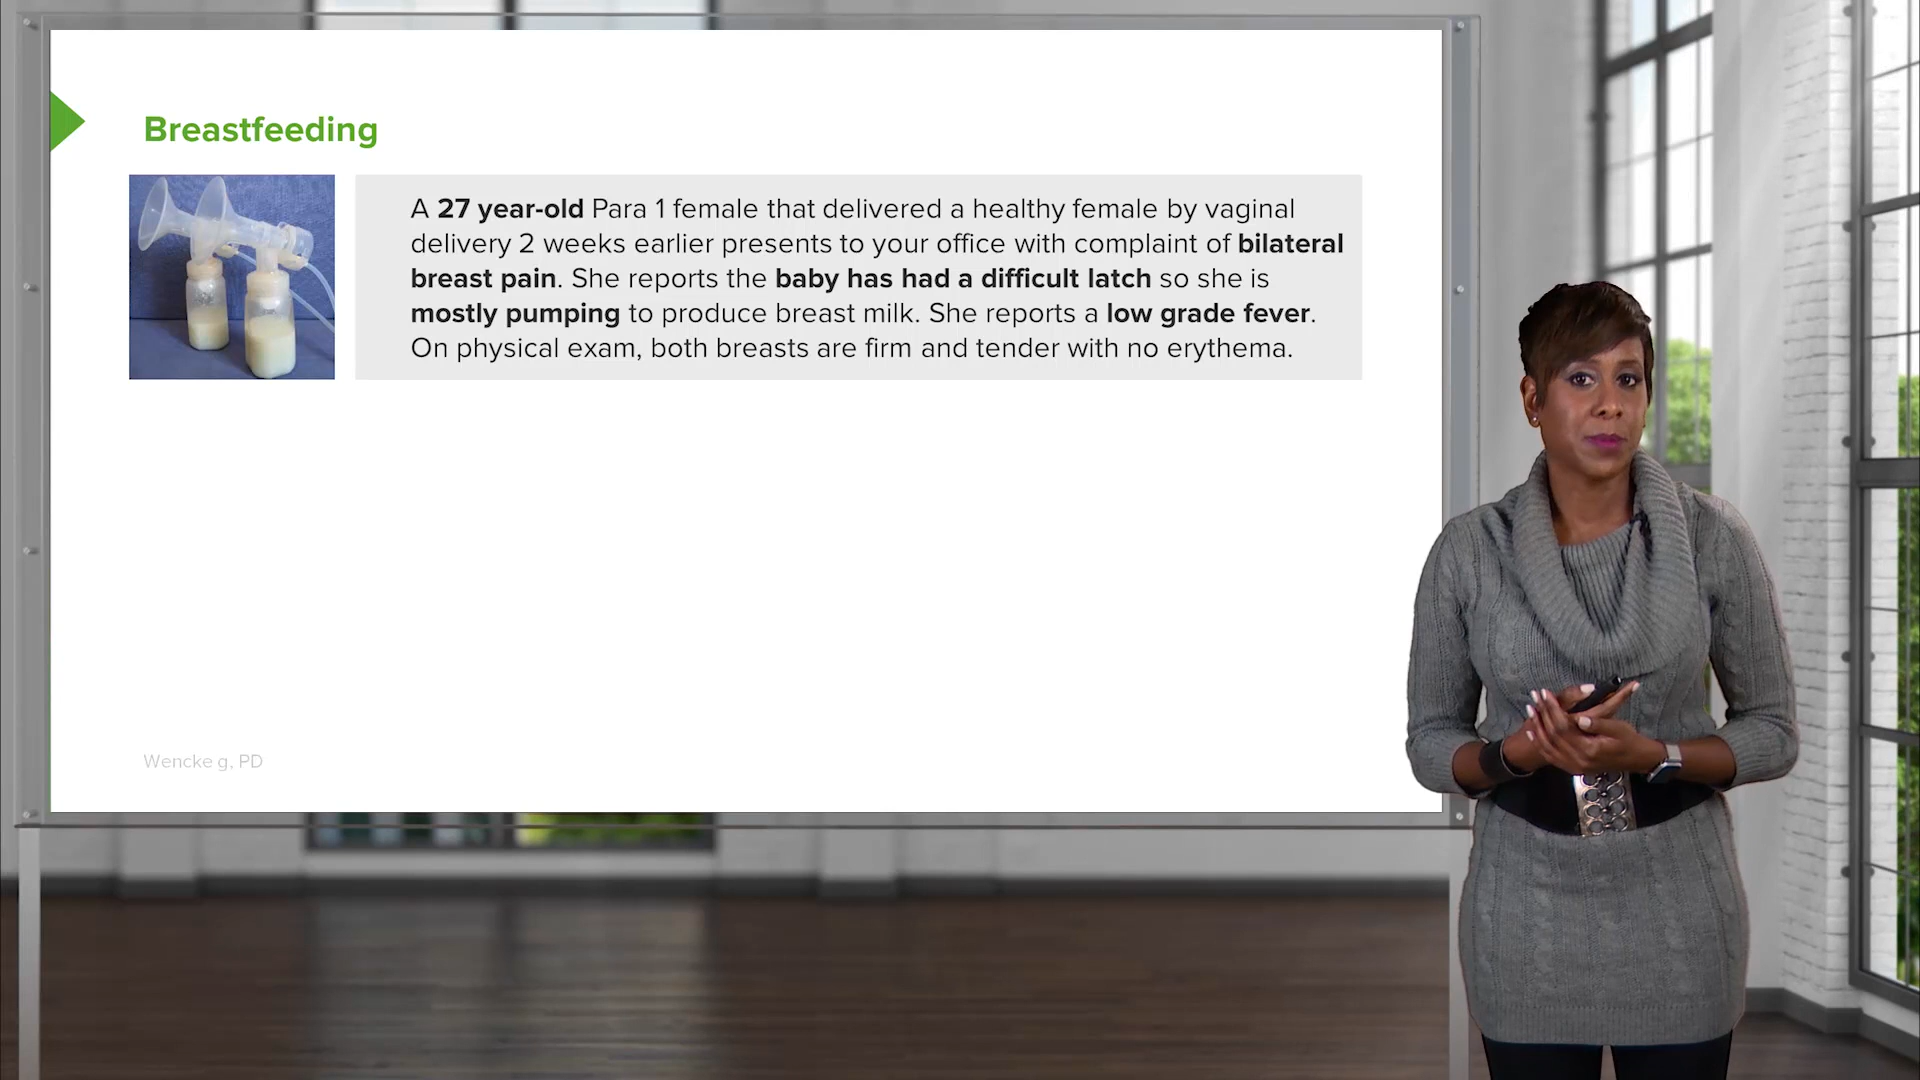 Breastfeeding
A 27 year-old Para 1 female that delivered a healthy female by vaginal
delivery 2 weeks earlier presents to your office with complaint of bilateral
breast pain. She reports the baby has had a difficult latch so she is
mostly pumping to produce breast milk. She reports a low grade fever.
On physical exam, both breasts are firm and tender with no erythema.
Wencke g, PD